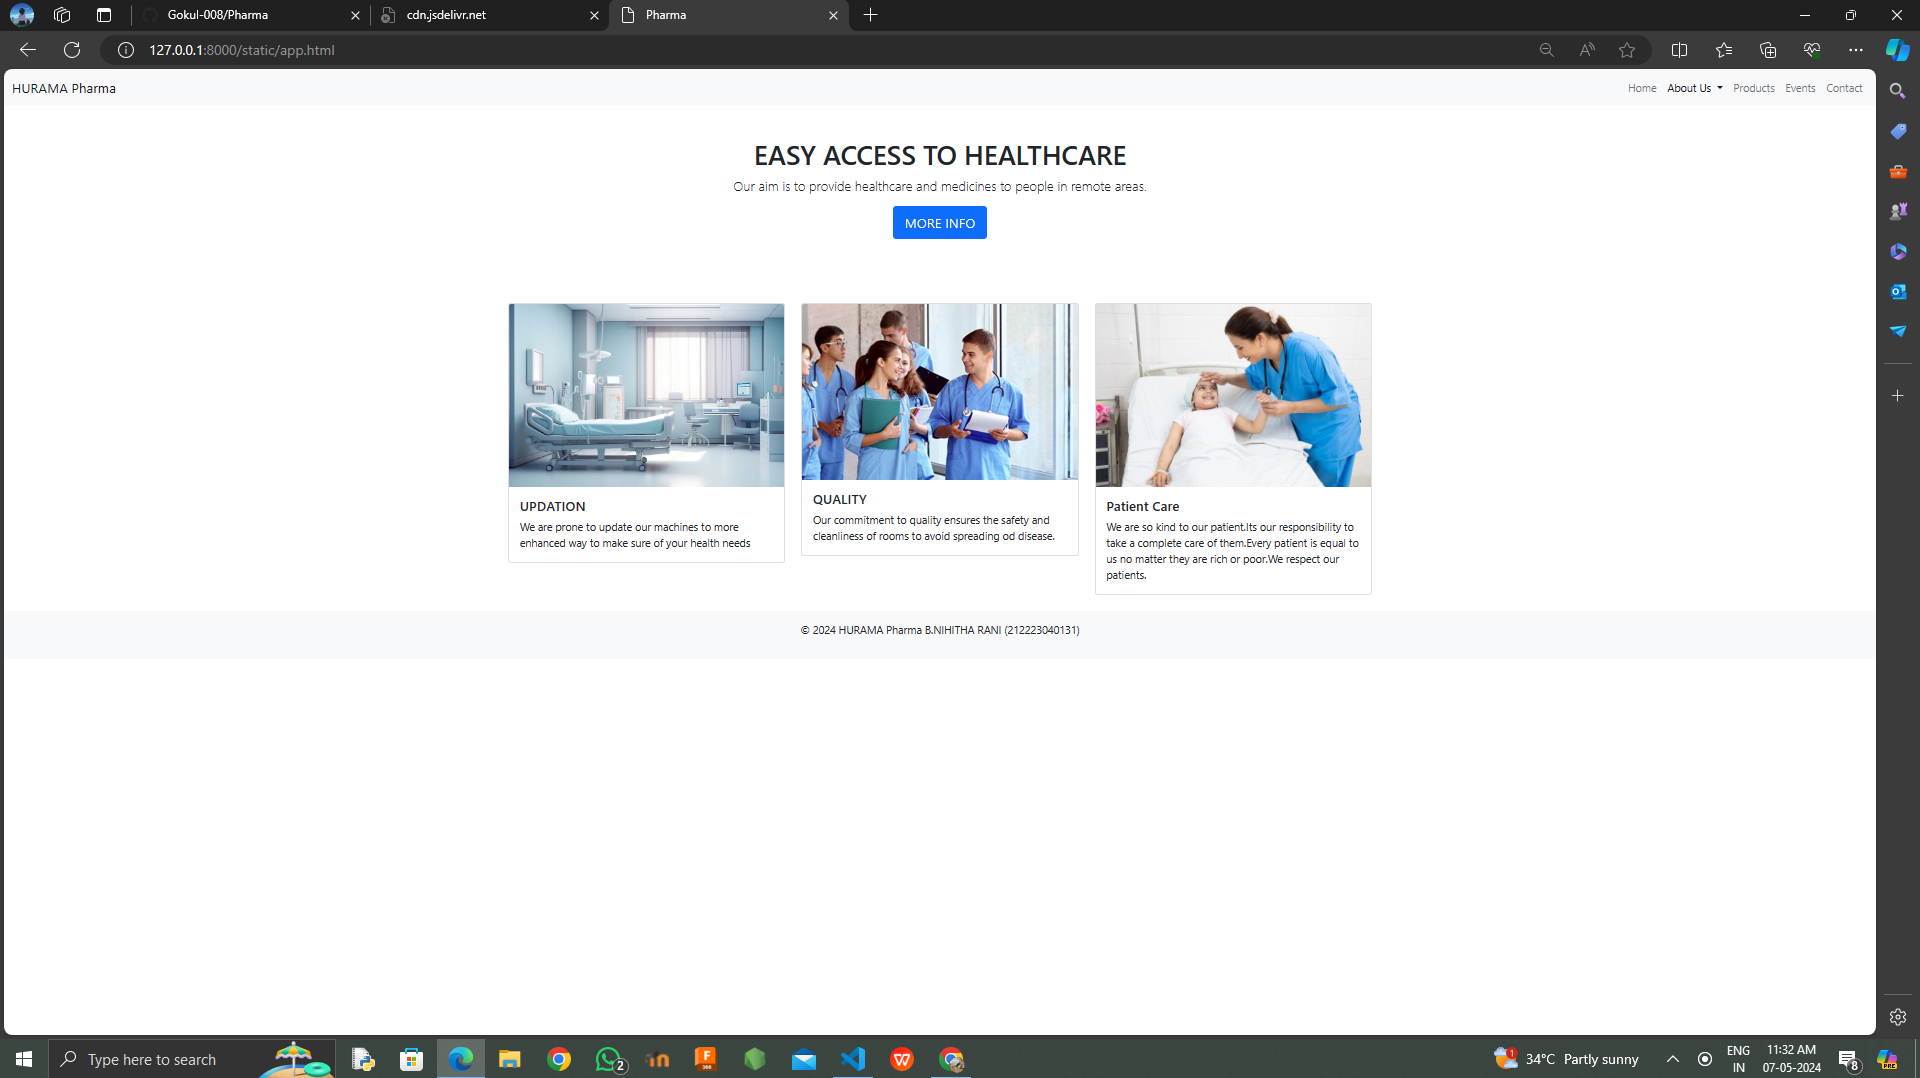 Gokul-008/Pharma
cdn.jsdelivr.net
Pharma
127.0.0.1:8000/static/app.html
HURAMA Pharma
Home About Us Products Events Contact
EASY ACCESS TO HEALTHCARE
Our aim is to provide healthcare and medicines to people in remote areas.
MORE INFO
UPDATION
We are prone to update our machines to more
enhanced way to make sure of your health needs
QUALITY
Our commitment to quality ensures the safety and
cleanliness of rooms to avoid spreading od disease.
Patient Care
We are so kind to our patient.Its our responsibility to
take a complete care of them.Every patient is equal to
us no matter they are rich or poor.We respect our
patients.
© 2024 HURAMA Pharma B.NIHITHA RANI (212223040131)
Type here to search
2
F
360
W
1
34°C Partly sunny
ENG
IN
11:32 AM
07-05-2024
8
PRE